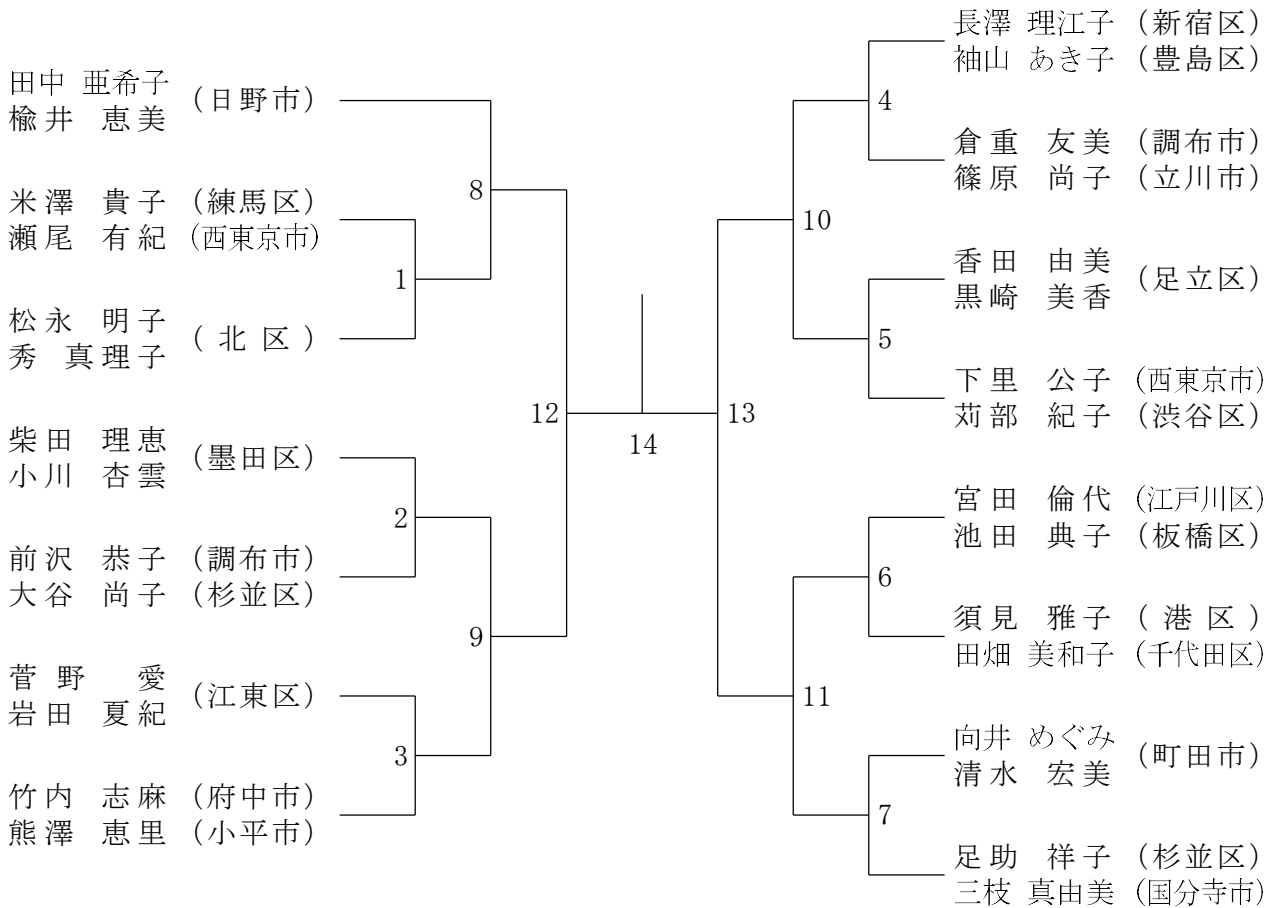 田中 亜希子 (日野市)
楡井 恵美
米澤 貴子 (練馬区)
瀬尾 有紀 (西東京市)
松永 明子 (北区)
秀 真理子
柴田 理恵 (墨田区)
小川 杏雲
前沢 恭子 (調布市)
大谷 尚子 (杉並区)
菅野 愛 (江東区)
岩田 夏紀
竹内 志麻 (府中市)
熊澤 恵里 (小平市)
8
1
2
9
3
12
14
13
長澤 理江子 (新宿区)
袖山 あき子 (豊島区)
倉重 友美 (調布市)
篠原 尚子 (立川市)
香田 由美 (足立区)
黒崎 美香
下里 公子 (西東京市)
苅部 紀子 (渋谷区)
宮田 倫代 (江戸川区)
池田 典子 (板橋区)
須見 雅子 (港区)
田畑 美和子 (千代田区)
向井 めぐみ (町田市)
清水 宏美
足助 祥子 (杉並区)
三枝 真由美 (国分寺市)
4
10
5
6
11
7